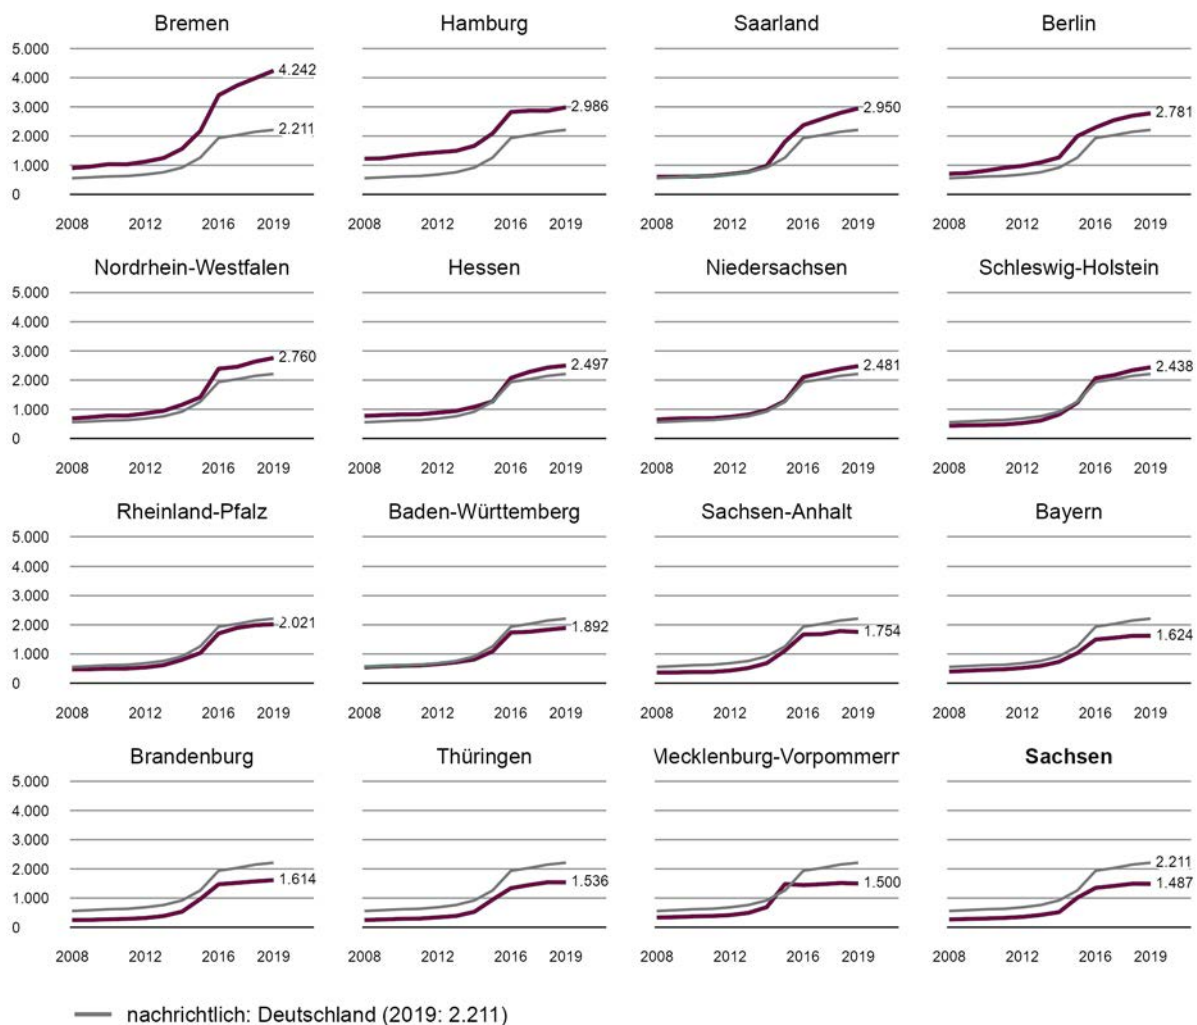 Bremen Hamburg Saarland Berlin
5.000
4.000 4.242
3.000 2.986 2.950 2.781
2.000 2.211
1.000
0
2008 2012 2016 2019 2008 2012 2016 2019 2008 2012 2016 2019 2008 2012 2016 2019
Nordrhein-Westfalen Hessen Niedersachsen Schleswig-Holstein
5.000
4.000
3.000 2.760 2.497 2.481 2.438
2.000
1.000
0
2008 2012 2016 2019 2008 2012 2016 2019 2008 2012 2016 2019 2008 2012 2016 2019
Rheinland-Pfalz Baden-Württemberg Sachsen-Anhalt Bayern
5.000
4.000
3.000
2.000 2.021 1.892 1.754 1.624
1.000
0
2008 2012 2016 2019 2008 2012 2016 2019 2008 2012 2016 2019 2008 2012 2016 2019
Brandenburg Thüringen Mecklenburg-Vorpommern Sachsen
5.000
4.000
3.000
2.000 2.211
1.614 1.536 1.500 1.487
1.000
0
2008 2012 2016 2019 2008 2012 2016 2019 2008 2012 2016 2019 2008 2012 2016 2019
nachrichtlich: Deutschland (2019: 2.211)